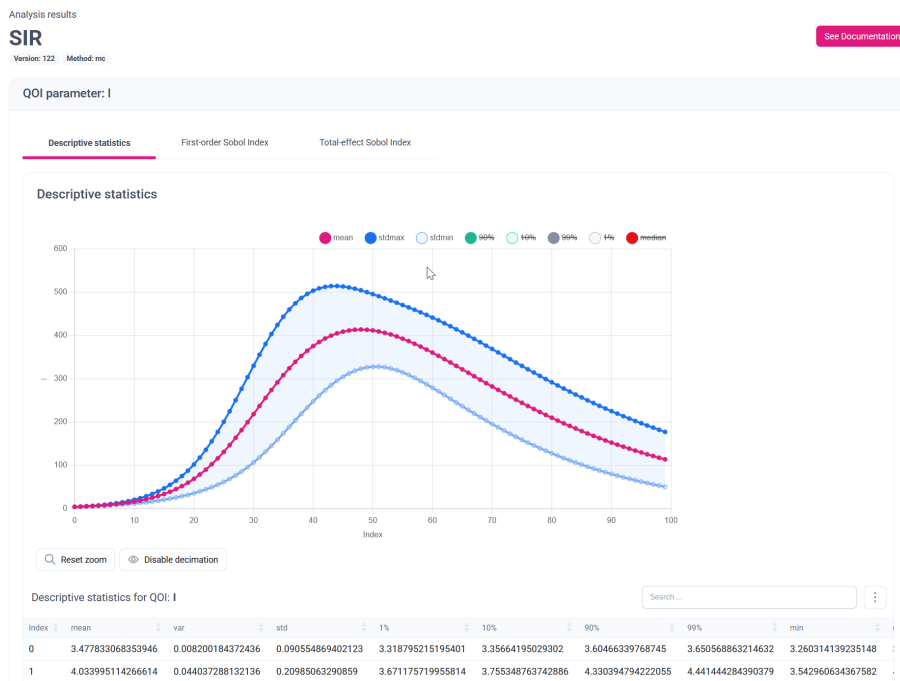 Analysis results
SIR
See Documentation
Version: 122 Method: mc
QOI parameter: I
Descriptive statistics First-order Sobol Index Total-effect Sobol Index
Descriptive statistics
mean stdmax stdmin 90% 10% 99% 1% median
600
500
400
300
200
100
0
I
0 10 20 30 40 50 60 70 80 90 100
Index
Reset zoom Disable decimation
Descriptive statistics for QOI: I Search ...
Index mean var std 1% 10% 90% 99% min
0 3.477833068353946 0.008200184372436 0.090554869402123 3.318795215195401 3.35664195029302 3.60466339768745 3.650568863214632 3.260314139235148
1 4.033995114266614 0.044037288132136 0.20985063290859 3.671175715977814 3.755348763742886 4.330394794222055 4.441444284390379 3.542960634367582